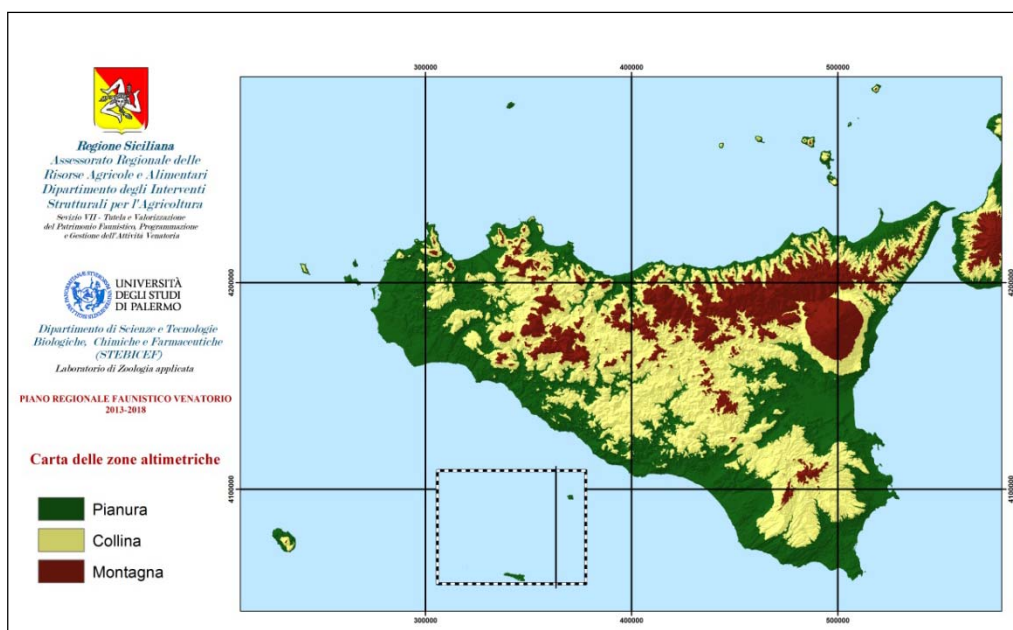 Regione Siciliana
Assessorato Regionale delle
Risorse Agricole e Alimentari
Dipartimento degli Interventi
Strutturali per l'Agricoltura
Sevizio VII - Tutela e Valorizzazione
del Patrimonio Faunistico, Programmazione
e Gestione dell'Attività Venatoria
UNIVERSITÀ
DEGLI STUDI
DI PALERMO
Dipartimento di Scienze e Tecnologie
Biologiche, Chimiche e Farmaceutiche
(STEBICEF)
Laboratorio di Zoologia applicata
PIANO REGIONALE FAUNISTICO VENATORIO
2013-2018
Carta delle zone altimetriche
Pianura
Collina
Montagna
300000
400000
500000
4200000
4200000
4100000
4100000
300000
400000
500000